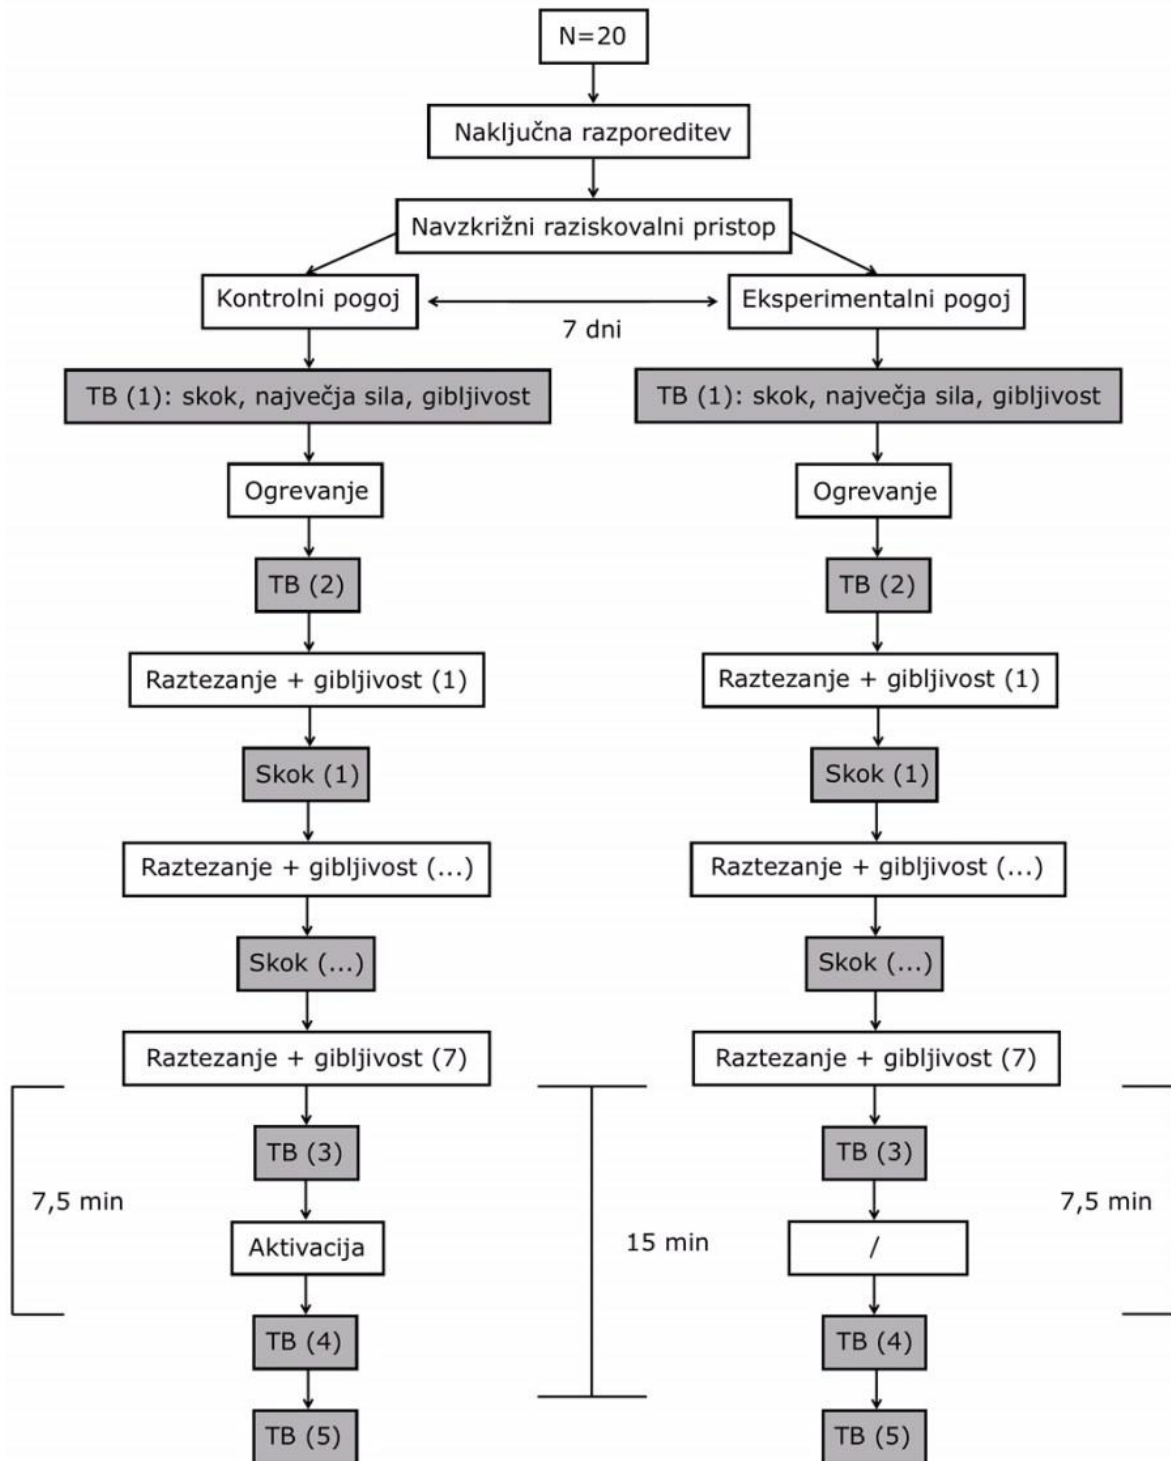 N=20
Naključna razporeditev
Navzkrižni raziskovalni pristop
Kontrolni pogoj
Eksperimentalni pogoj
7 dni
TB (1): skok, največja sila, gibljivost
TB (1): skok, največja sila, gibljivost
Ogrevanje
Ogrevanje
TB (2)
TB (2)
Raztezanje + gibljivost (1)
Raztezanje + gibljivost (1)
Skok (1)
Skok (1)
Raztezanje + gibljivost (...)
Raztezanje + gibljivost (...)
Skok (...)
Skok (...)
Raztezanje + gibljivost (7)
Raztezanje + gibljivost (7)
TB (3)
TB (3)
7,5 min
7,5 min
Aktivacija
15 min
/
TB (4)
TB (4)
TB (5)
TB (5)